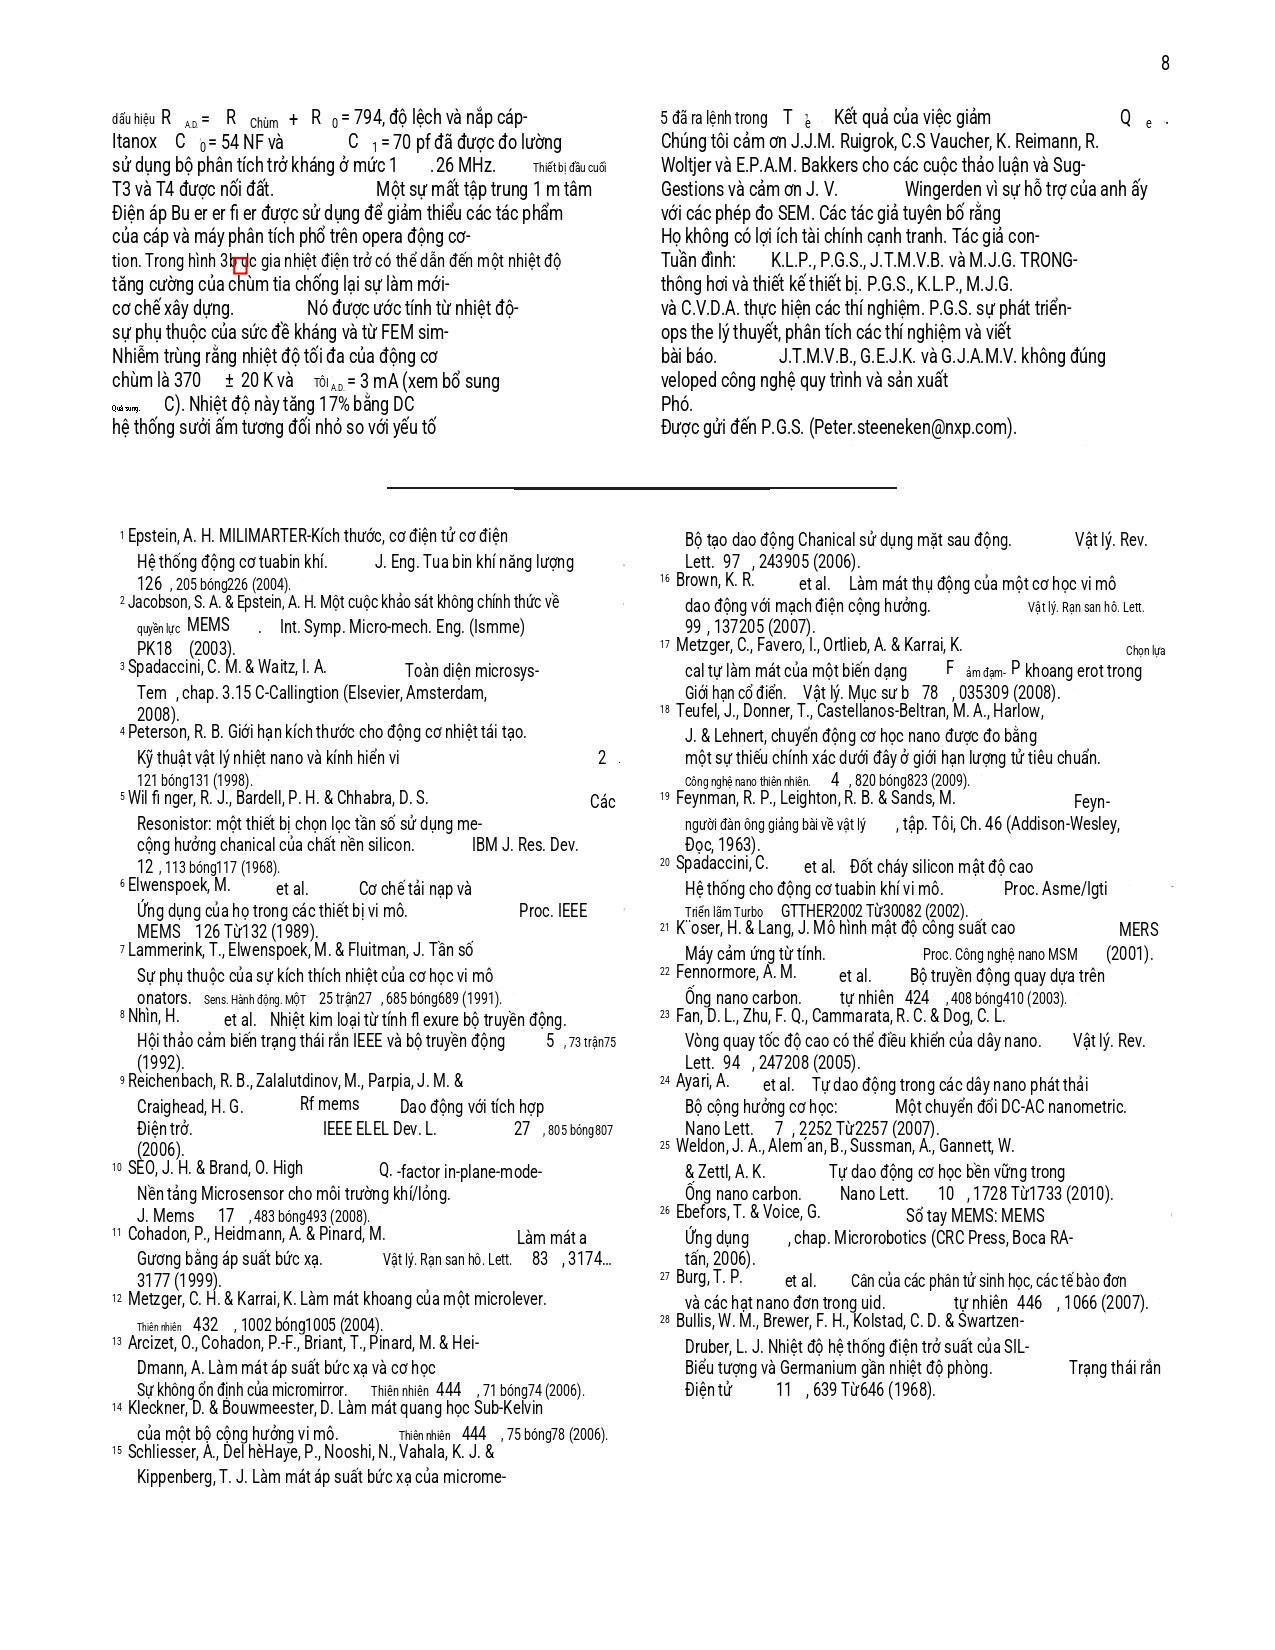 8
dấu hiệu R A.D. = R Chùm + R 0 = 794, độ lệch và nắp cáp-
Itanox C 0 = 54 NF và C 1 = 70 pf đã được đo lường
sử dụng bộ phân tích trở kháng ở mức 1 .26 MHz. Thiết bị đầu cuối
T3 và T4 được nối đất. Một sự mất tập trung 1 m tâm
Điện áp Bu er er fi er được sử dụng để giảm thiểu các tác phẩm
của cáp và máy phân tích phổ trên opera động cơ-
tion. Trong hình 3b □c gia nhiệt điện trở có thể dẫn đến một nhiệt độ
tăng cường của chùm tia chống lại sự làm mới-
cơ chế xây dựng. Nó được ước tính từ nhiệt độ-
sự phụ thuộc của sức đề kháng và từ FEM sim-
Nhiễm trùng rằng nhiệt độ tối đa của động cơ
chùm là 370 ± 20 K và TÔI A.D. = 3 mA (xem bổ sung
Quả sung. C). Nhiệt độ này tăng 17% bằng DC
hệ thống sưởi ấm tương đối nhỏ so với yếu tố
5 đã ra lệnh trong T e Kết quả của việc giảm Q e .
Chúng tôi cảm ơn J.J.M. Ruigrok, C.S Vaucher, K. Reimann, R.
Woltjer và E.P.A.M. Bakkers cho các cuộc thảo luận và Sug-
Gestions và cảm ơn J. V. Wingerden vì sự hỗ trợ của anh ấy
với các phép đo SEM. Các tác giả tuyên bố rằng
Họ không có lợi ích tài chính cạnh tranh. Tác giả con-
Tuần đình: K.L.P., P.G.S., J.T.M.V.B. và M.J.G. TRONG-
thông hơi và thiết kế thiết bị. P.G.S., K.L.P., M.J.G.
và C.V.D.A. thực hiện các thí nghiệm. P.G.S. sự phát triển-
ops the lý thuyết, phân tích các thí nghiệm và viết
bài báo. J.T.M.V.B., G.E.J.K. và G.J.A.M.V. không đúng
veloped công nghệ quy trình và sản xuất
Phó.
Được gửi đến P.G.S. (Peter.steeneken@nxp.com).
1 Epstein, A. H. MILIMARTER-Kích thước, cơ điện tử cơ điện
Hệ thống động cơ tuabin khí. J. Eng. Tua bin khí năng lượng
126 , 205 bóng226 (2004).
2 Jacobson, S. A. & Epstein, A. H. Một cuộc khảo sát không chính thức về
quyền lực MEMS . Int. Symp. Micro-mech. Eng. (Ismme)
PK18 (2003).
3 Spadaccini, C. M. & Waitz, I. A. Toàn diện microsys-
Tem , chap. 3.15 C-Callingtion (Elsevier, Amsterdam,
2008).
4 Peterson, R. B. Giới hạn kích thước cho động cơ nhiệt tái tạo.
Kỹ thuật vật lý nhiệt nano và kính hiển vi 2 .
121 bóng131 (1998).
5 Wil fi nger, R. J., Bardell, P. H. & Chhabra, D. S. Các
Resonistor: một thiết bị chọn lọc tần số sử dụng me-
cộng hưởng chanical của chất nền silicon. IBM J. Res. Dev.
12 , 113 bóng117 (1968).
6 Elwenspoek, M. et al. Cơ chế tải nạp và
Ứng dụng của họ trong các thiết bị vi mô. Proc. IEEE
MEMS 126 Từ132 (1989).
7 Lammerink, T., Elwenspoek, M. & Fluitman, J. Tần số
Sự phụ thuộc của sự kích thích nhiệt của cơ học vi mô
onators. Sens. Hành động. MỘT 25 trận27 , 685 bóng689 (1991).
8 Nhìn, H. et al. Nhiệt kim loại từ tính fl exure bộ truyền động.
Hội thảo cảm biến trạng thái rắn IEEE và bộ truyền động 5 , 73 trận75
(1992).
9 Reichenbach, R. B., Zalalutdinov, M., Parpia, J. M. &
Craighead, H. G. Rf mems Dao động với tích hợp
Điện trở. IEEE ELEL Dev. L. 27 , 805 bóng807
(2006).
10 SEO, J. H. & Brand, O. High Q. -factor in-plane-mode-
Nền tảng Microsensor cho môi trường khí/lỏng.
J. Mems 17 , 483 bóng493 (2008).
11 Cohadon, P., Heidmann, A. & Pinard, M. Làm mát a
Gương bằng áp suất bức xạ. Vật lý. Rạn san hô. Lett. 83 , 3174...
3177 (1999).
12 Metzger, C. H. & Karrai, K. Làm mát khoang của một microlever.
Thiên nhiên 432 , 1002 bóng1005 (2004).
13 Arcizet, O., Cohadon, P.-F., Briant, T., Pinard, M. & Hei-
Dmann, A. Làm mát áp suất bức xạ và cơ học
Sự không ổn định của micromirror. Thiên nhiên 444 , 71 bóng74 (2006).
14 Kleckner, D. & Bouwmeester, D. Làm mát quang học Sub-Kelvin
của một bộ cộng hưởng vi mô. Thiên nhiên 444 , 75 bóng78 (2006).
15 Schliesser, A., Del hèHaye, P., Nooshi, N., Vahala, K. J. &
Kippenberg, T. J. Làm mát áp suất bức xạ của microme-
Bộ tạo dao động Chanical sử dụng mặt sau động. Vật lý. Rev.
Lett. 97 , 243905 (2006).
16 Brown, K. R. et al. Làm mát thụ động của một cơ học vi mô
dao động với mạch điện cộng hưởng. Vật lý. Rạn san hô. Lett.
99 , 137205 (2007).
17 Metzger, C., Favero, I., Ortlieb, A. & Karrai, K. Chọn lựa
cal tự làm mát của một biến dạng F ảm đạm- P khoang erot trong
Giới hạn cổ điển. Vật lý. Mục sư b 78 , 035309 (2008).
18 Teufel, J., Donner, T., Castellanos-Beltran, M. A., Harlow,
J. & Lehnert, chuyển động cơ học nano được đo bằng
một sự thiếu chính xác dưới đây ở giới hạn lượng tử tiêu chuẩn.
Công nghệ nano thiên nhiên. 4 , 820 bóng823 (2009).
19 Feynman, R. P., Leighton, R. B. & Sands, M. Feyn-
người đàn ông giảng bài về vật lý , tập. Tôi, Ch. 46 (Addison-Wesley,
Đọc, 1963).
20 Spadaccini, C. et al. Đốt cháy silicon mật độ cao
Hệ thống cho động cơ tuabin khí vi mô. Proc. Asme/Igti
Triển lãm Turbo GTTHER2002 Từ30082 (2002).
21 K¨oser, H. & Lang, J. Mô hình mật độ công suất cao MERS
Máy cảm ứng từ tính. Proc. Công nghệ nano MSM (2001).
22 Fennormore, A. M. et al. Bộ truyền động quay dựa trên
Ống nano carbon. tự nhiên 424 , 408 bóng410 (2003).
23 Fan, D. L., Zhu, F. Q., Cammarata, R. C. & Dog, C. L.
Vòng quay tốc độ cao có thể điều khiển của dây nano. Vật lý. Rev.
Lett. 94 , 247208 (2005).
24 Ayari, A. et al. Tự dao động trong các dây nano phát thải
Bộ cộng hưởng cơ học: Một chuyển đổi DC-AC nanometric.
Nano Lett. 7 , 2252 Từ2257 (2007).
25 Weldon, J. A., Alem´an, B., Sussman, A., Gannett, W.
& Zettl, A. K. Tự dao động cơ học bền vững trong
Ống nano carbon. Nano Lett. 10 , 1728 Từ1733 (2010).
26 Ebefors, T. & Voice, G. Sổ tay MEMS: MEMS
Ứng dụng , chap. Microrobotics (CRC Press, Boca RA-
tấn, 2006).
27 Burg, T. P. et al. Cân của các phân tử sinh học, các tế bào đơn
và các hạt nano đơn trong uid. tự nhiên 446 , 1066 (2007).
28 Bullis, W. M., Brewer, F. H., Kolstad, C. D. & Swartzen-
Druber, L. J. Nhiệt độ hệ thống điện trở suất của SIL-
Biểu tượng và Germanium gần nhiệt độ phòng. Trạng thái rắn
Điện tử 11 , 639 Từ646 (1968).